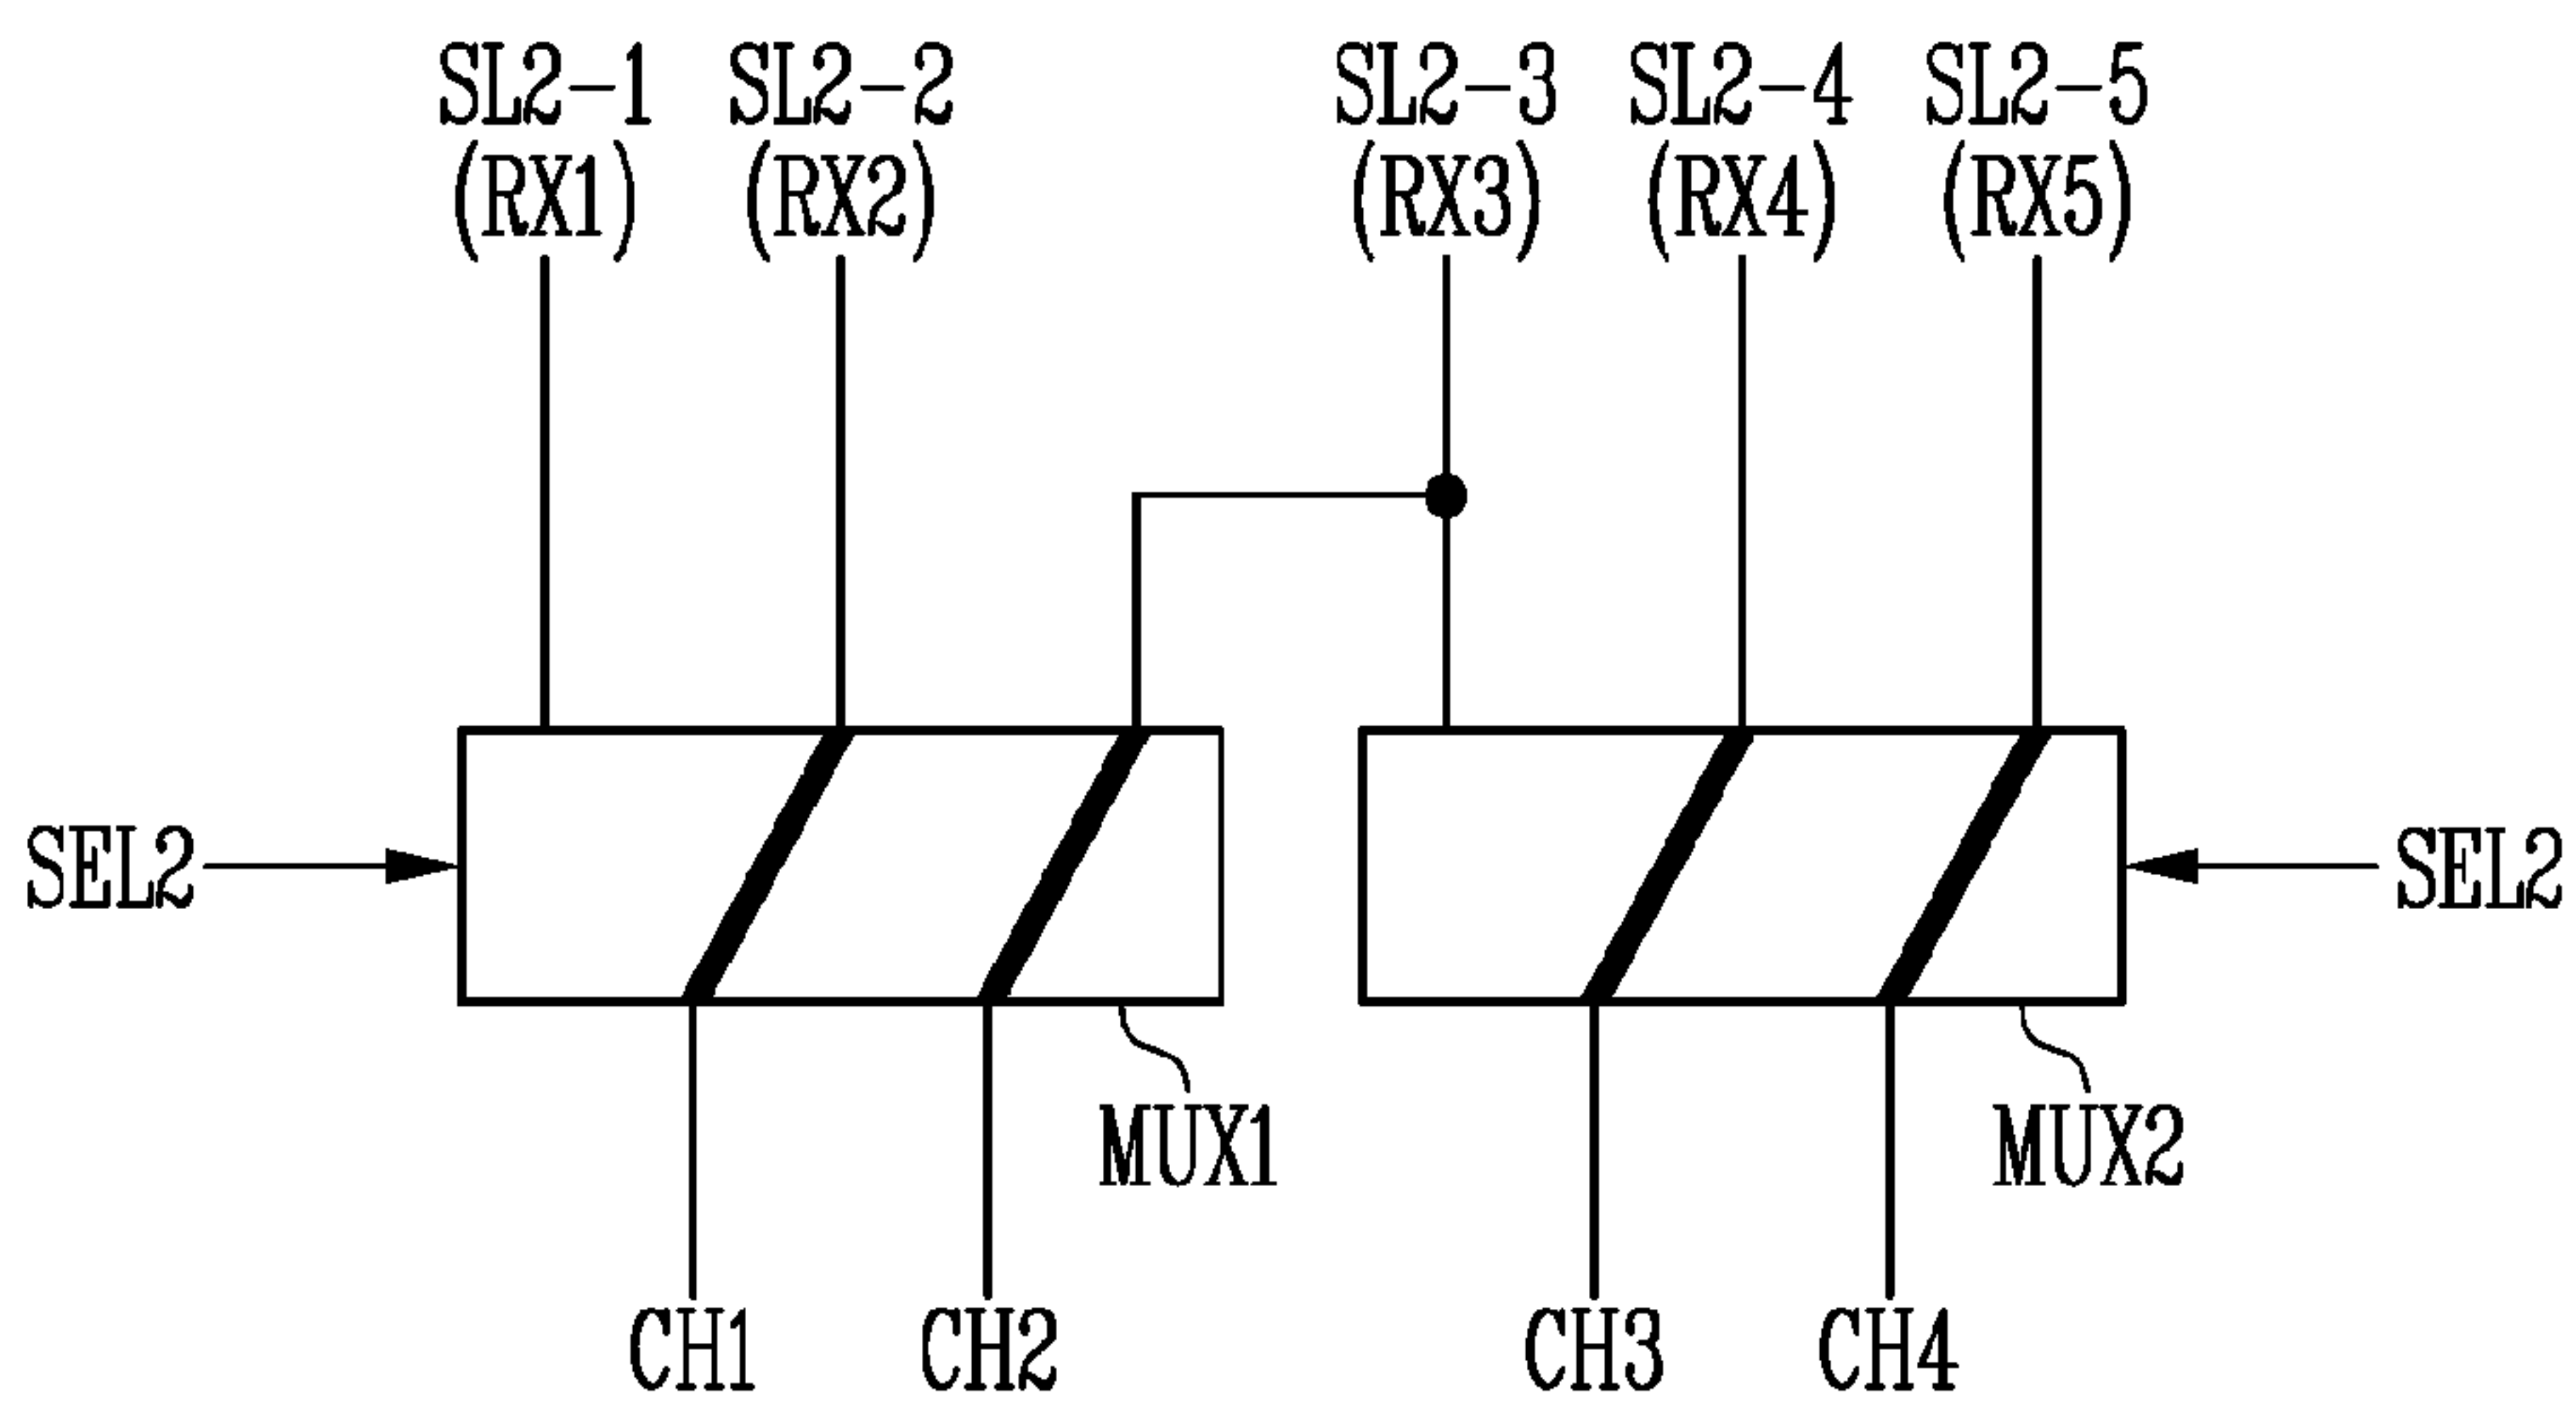 SL2-1 SL2-2 SL2-3 SL2-4 SL2-5
(RX1) (RX2) (RX3) (RX4) (RX5)
SEL2 SEL2
MUX1 MUX2
CH1 CH2 CH3 CH4